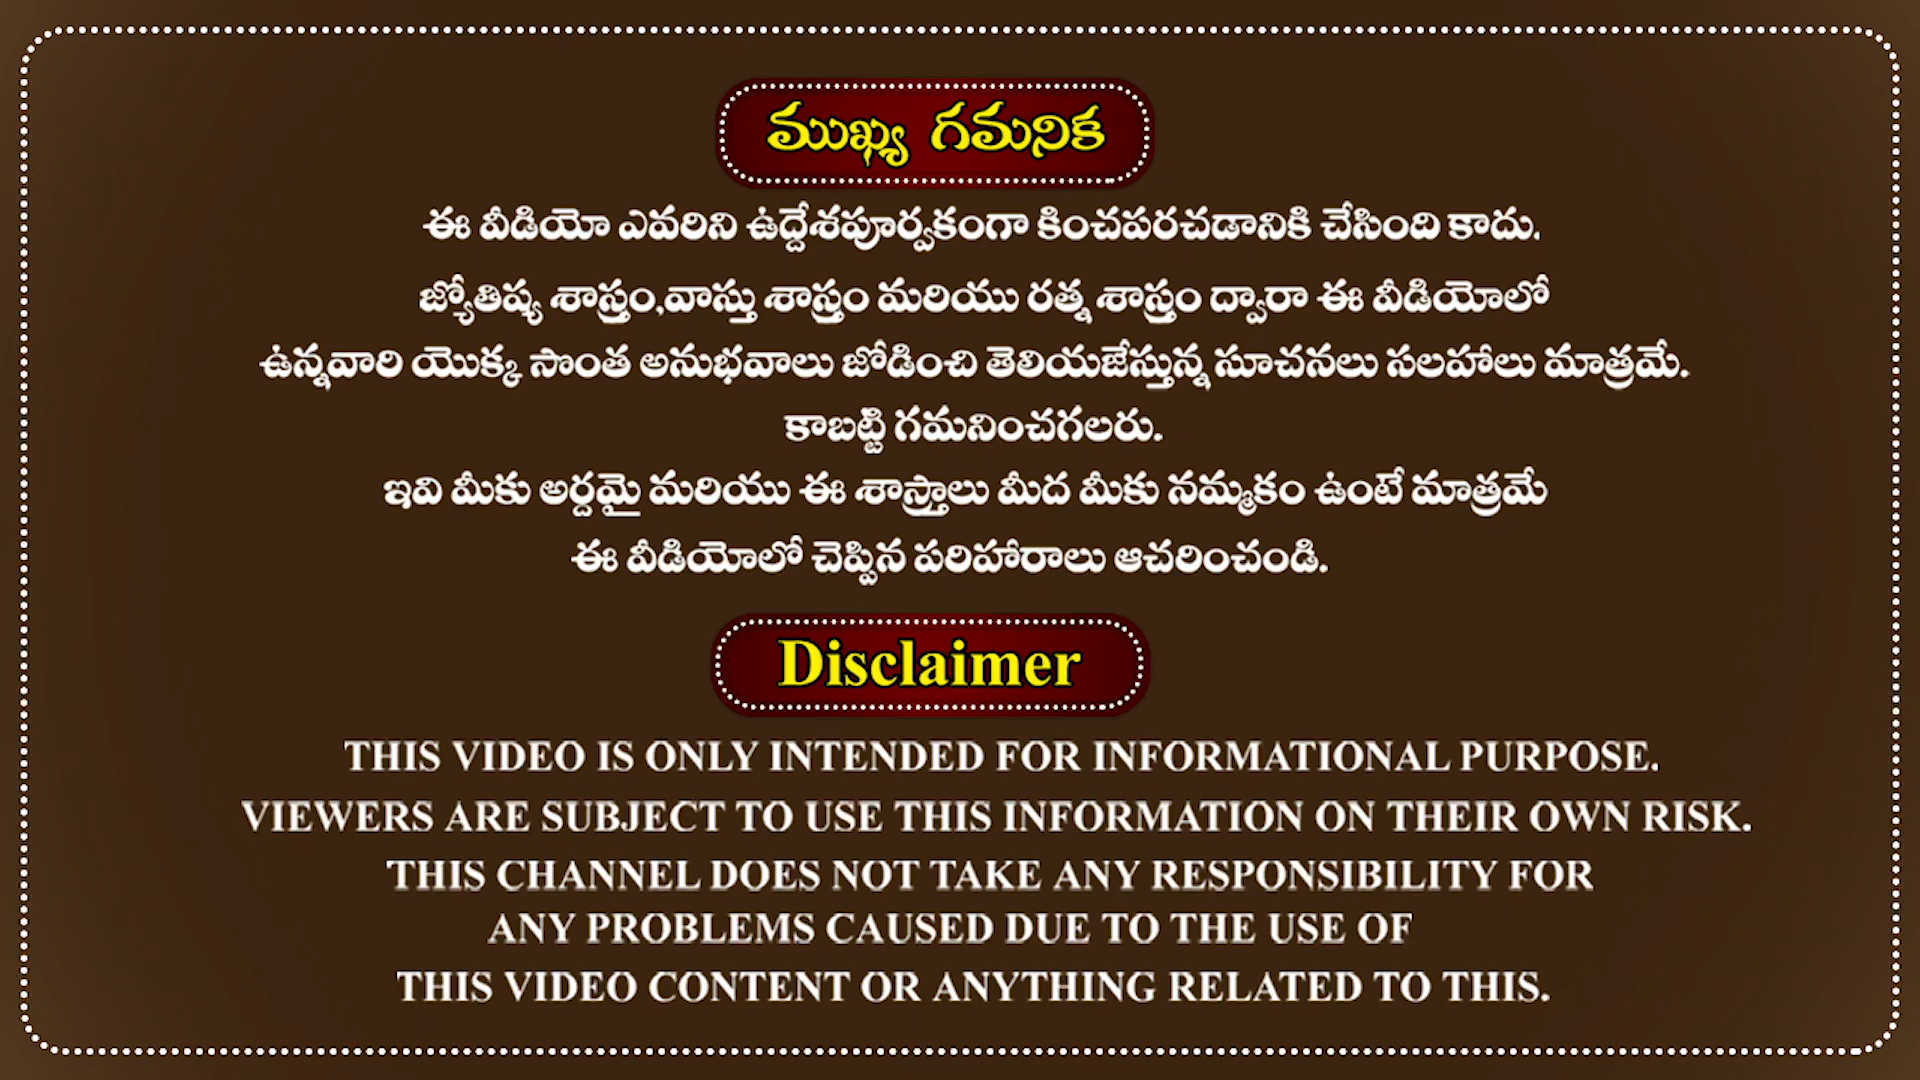 ముఖ్య గమనిక
ఈ వీడియో ఎవరిని ఉద్దేశపూర్వకంగా కించపరచడానికి చేసింది కాదు.
జ్యోతిష్య శాస్త్రం,వాస్తు శాస్త్రం మరియు రత్న శాస్త్రం ద్వారా ఈ వీడియోలో
ఉన్నవారి యొక్క సొంత అనుభవాలు జోడించి తెలియజేస్తున్న సూచనలు సలహాలు మాత్రమే.
కాబట్టి గమనించగలరు.
ఇవి మీకు అర్దమై మరియు ఈ శాస్త్రాలు మీద మీకు నమ్మకం ఉంటే మాత్రమే
ఈ వీడియోలో చెప్పిన పరిహారాలు ఆచరించండి.
Disclaimer
THIS VIDEO IS ONLY INTENDED FOR INFORMATIONAL PURPOSE.
VIEWERS ARE SUBJECT TO USE THIS INFORMATION ON THEIR OWN RISK.
THIS CHANNEL DOES NOT TAKE ANY RESPONSIBILITY FOR
ANY PROBLEMS CAUSED DUE TO THE USE OF
THIS VIDEO CONTENT OR ANYTHING RELATED TO THIS.